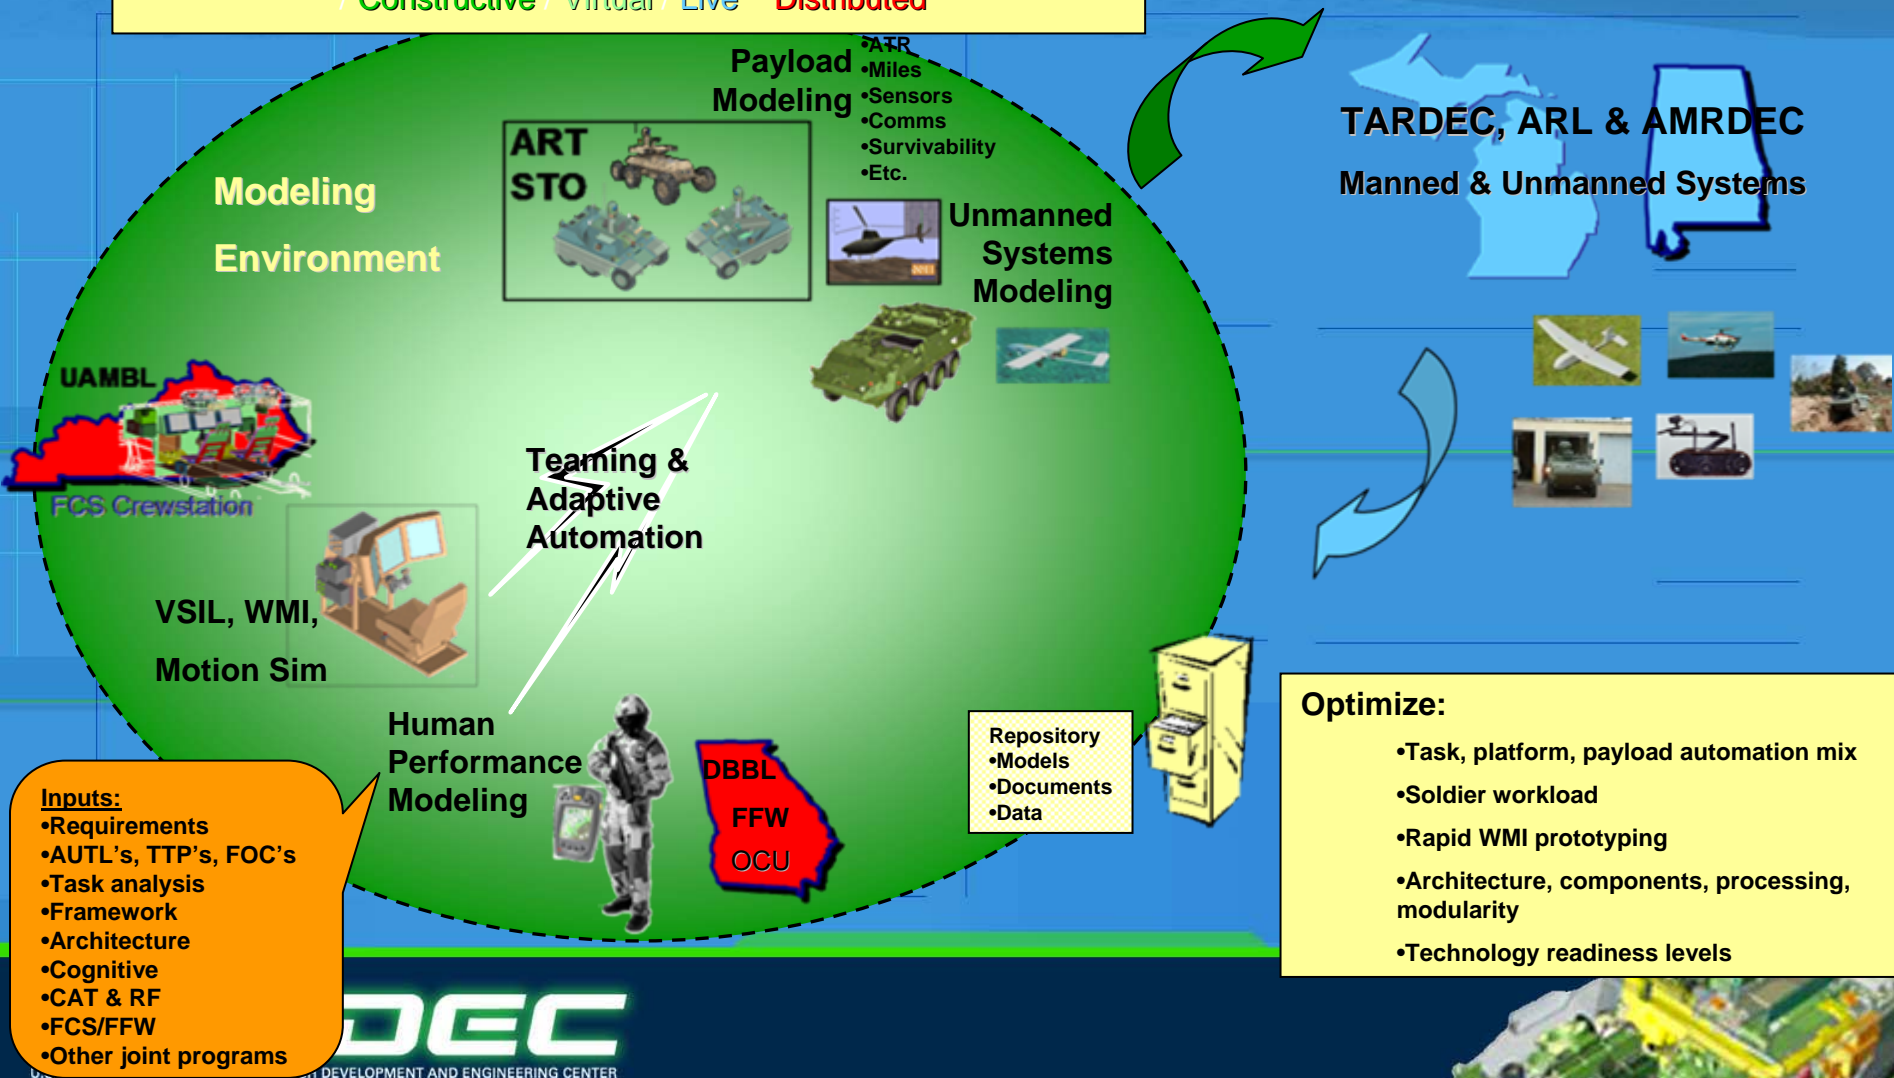 / Constructive / Virtual / Live Distributed
Payload
Modeling
•ATR
•Miles
•Sensors
•Comms
•Survivability
•Etc.
ART
STO
Modeling
Environment
Unmanned
Systems
Modeling
TARDEC, ARL & AMRDEC
Manned & Unmanned Systems
UAMBL
FCS Crewstation
Teaming &
Adaptive
Automation
VSIL, WMI,
Motion Sim
Human
Performance
Modeling
DBBL
FFW
OCU
Repository
•Models
•Documents
•Data
Optimize:
•Task, platform, payload automation mix
•Soldier workload
•Rapid WMI prototyping
•Architecture, components, processing,
modularity
•Technology readiness levels
Inputs:
•Requirements
•AUTL's, TTP's, FOC's
•Task analysis
•Framework
•Architecture
•Cognitive
•CAT & RF
•FCS/FFW
•Other joint programs
DEC
DEVELOPMENT AND ENGINEERING CENTER